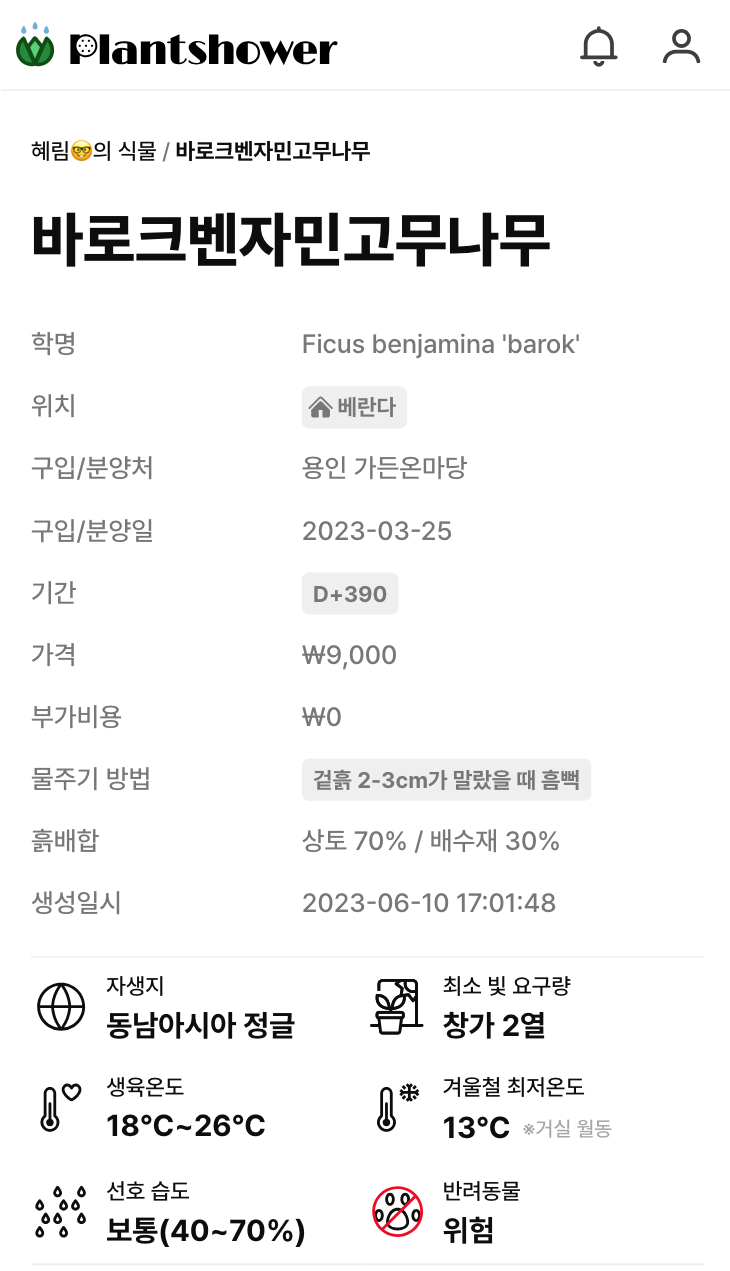 Plantshower
혜림🤓의 식물 / 바로크벤자민고무나무
바로크벤자민고무나무
학명 Ficus benjamina 'barok'
위치 베란다
구입/분양처 용인 가든온마당
구입/분양일 2023-03-25
기간 D+390
가격 ₩9,000
부가비용 ₩0
물주기 방법 겉흙 2-3cm가 말랐을 때 흠뻑
흙배합 상토 70% / 배수재 30%
생성일시 2023-06-10 17:01:48
자생지 최소 빛 요구량
동남아시아 정글 창가 2열
생육온도 겨울철 최저온도
18°C~26°C 13°C ※거실 월동
선호 습도 반려동물
보통(40~70%) 위험